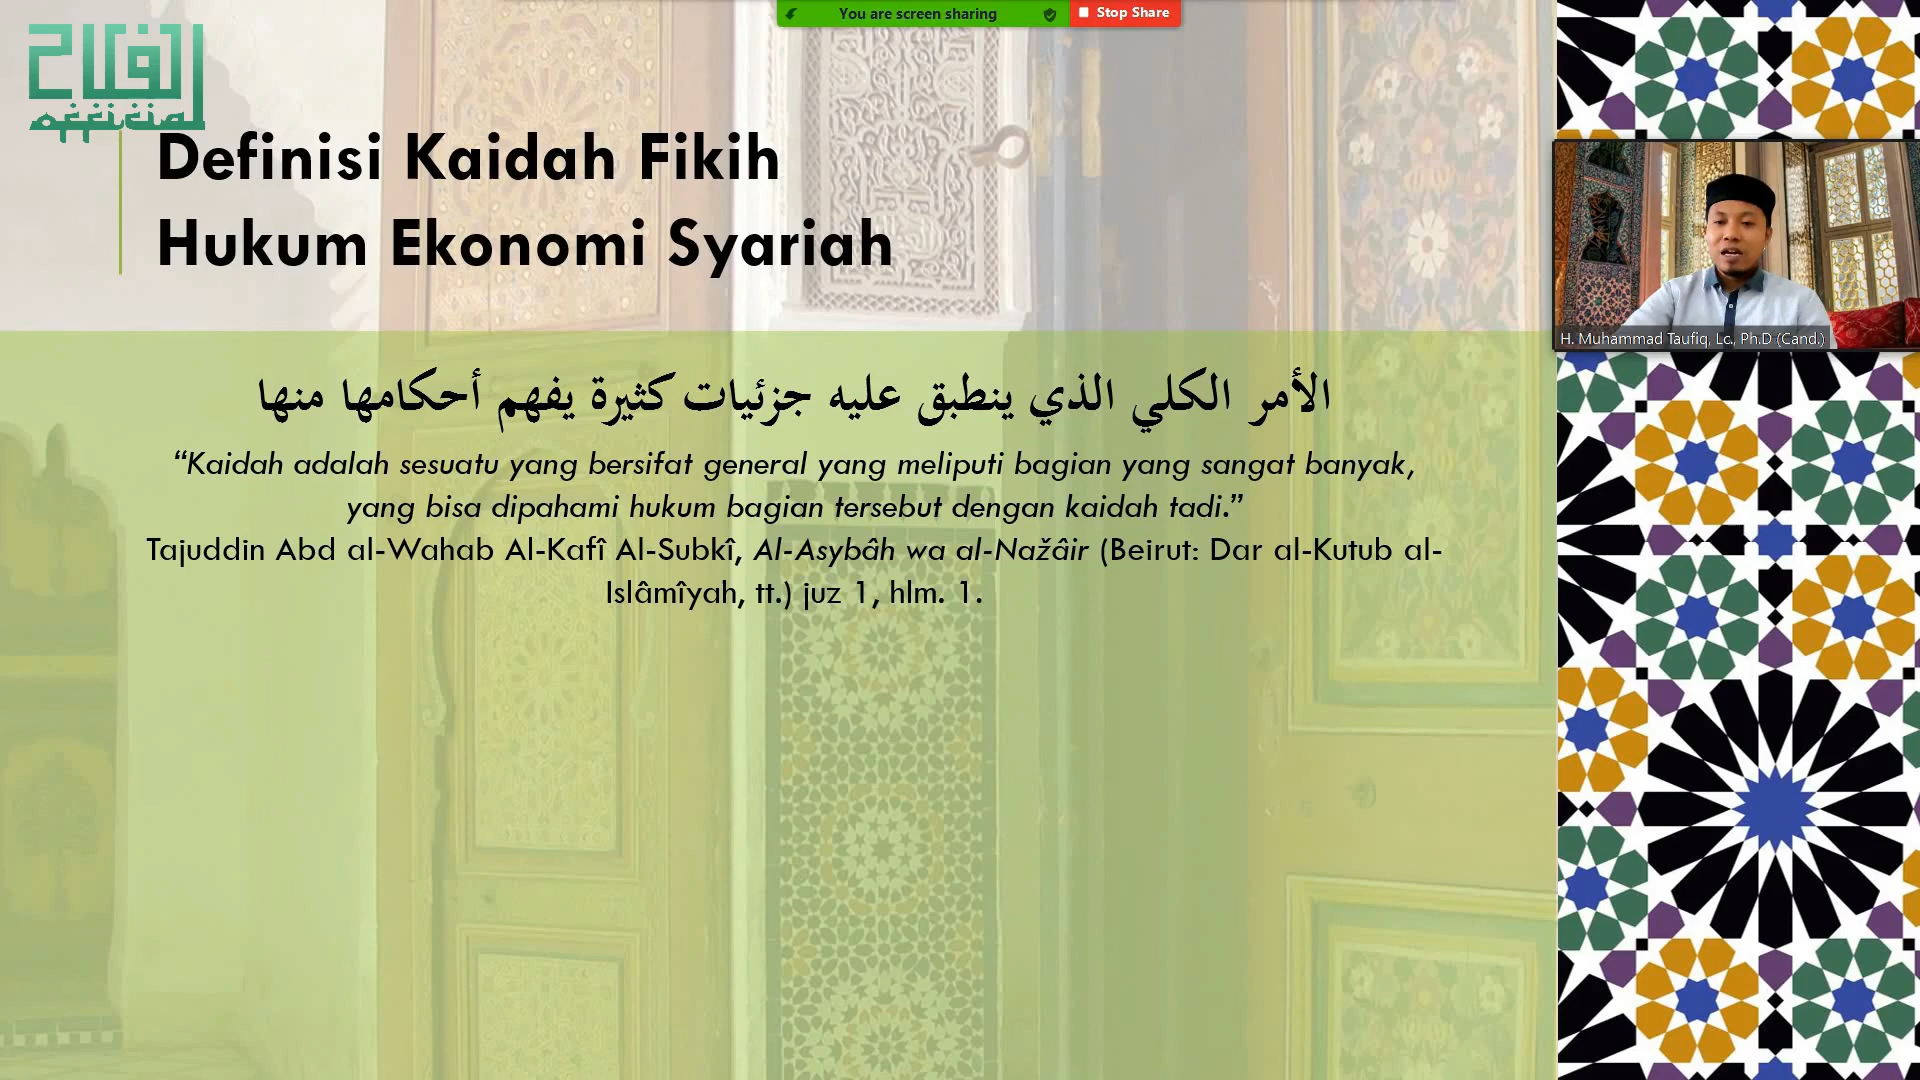 You are screen sharing
Stop Share
الفلاح
official
Definisi Kaidah Fikih
Hukum Ekonomi Syariah
الأمر الكلي الذي ينطبق عليه جزئيات كثيرة يفهم أحكامها منها
“Kaidah adalah sesuatu yang bersifat general yang meliputi bagian yang sangat banyak,
yang bisa dipahami hukum bagian tersebut dengan kaidah tadi.”
Tajuddin Abd al-Wahab Al-Kafî Al-Subkî, Al-Asybâh wa al-Nažâir (Beirut: Dar al-Kutub al-
Islâmîyah, tt.) juz 1, hlm. 1.
H. Muhammad Taufiq, Lc., Ph.D (Cand.)